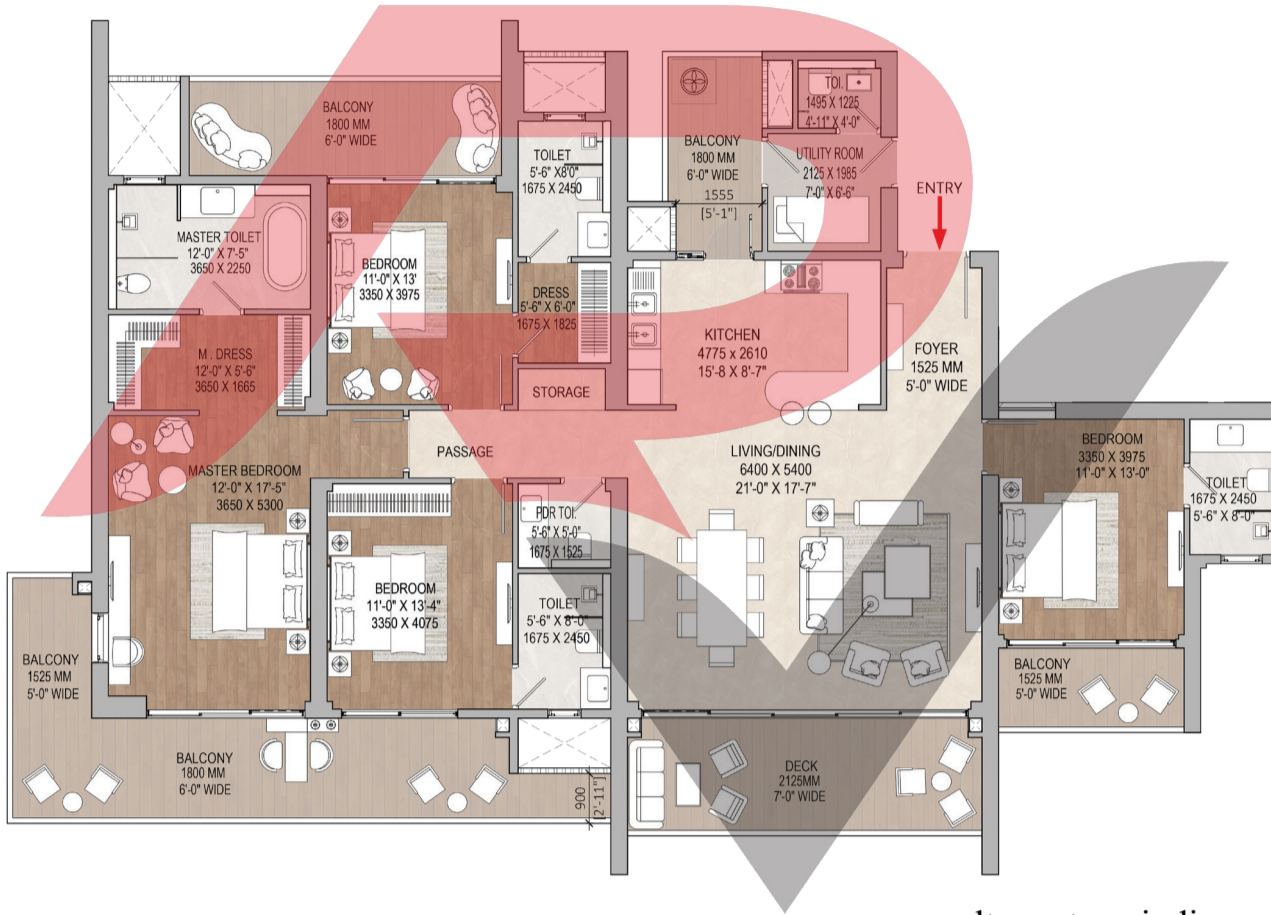 BALCONY
1800 MM
6'-0" WIDE
TOILET
5'-6" X8'0"
1675 X 2450
BALCONY
1800 MM
6'-0" WIDE
1555
[5'-1"]
TOI.
1495 X 1225
4'-11" X 4'-0"
UTILITY ROOM
2125 X 1985
7'-0" X 6'-6"
ENTRY
MASTER TOILET
12'-0" X 7'-5"
3650 X 2250
BEDROOM
11'-0" X 13'
3350 X 3975
DRESS
5'-6" X 6'-0"
1675 X 1825
KITCHEN
4775 x 2610
15'-8 X 8'-7"
FOYER
1525 MM
5'-0" WIDE
M . DRESS
12'-0" X 5'-6"
3650 X 1665
STORAGE
PASSAGE
MASTER BEDROOM
12'-0" X 17'-5"
3650 X 5300
LIVING/DINING
6400 X 5400
21'-0" X 17'-7"
BEDROOM
3350 X 3975
11'-0" X 13'-0"
TOILET
1675 X 2450
5'-6" X 8'-0"
PDR TOI.
5'-6" X 5'-0"
1675 X 1525
BEDROOM
11'-0" X 13'-4"
3350 X 4075
TOILET
5'-6" X 8'-0"
1675 X 2450
BALCONY
1525 MM
5'-0" WIDE
BALCONY
1525 MM
5'-0" WIDE
BALCONY
1800 MM
6'-0" WIDE
900
[2'-11"]
DECK
2125MM
7'-0" WIDE